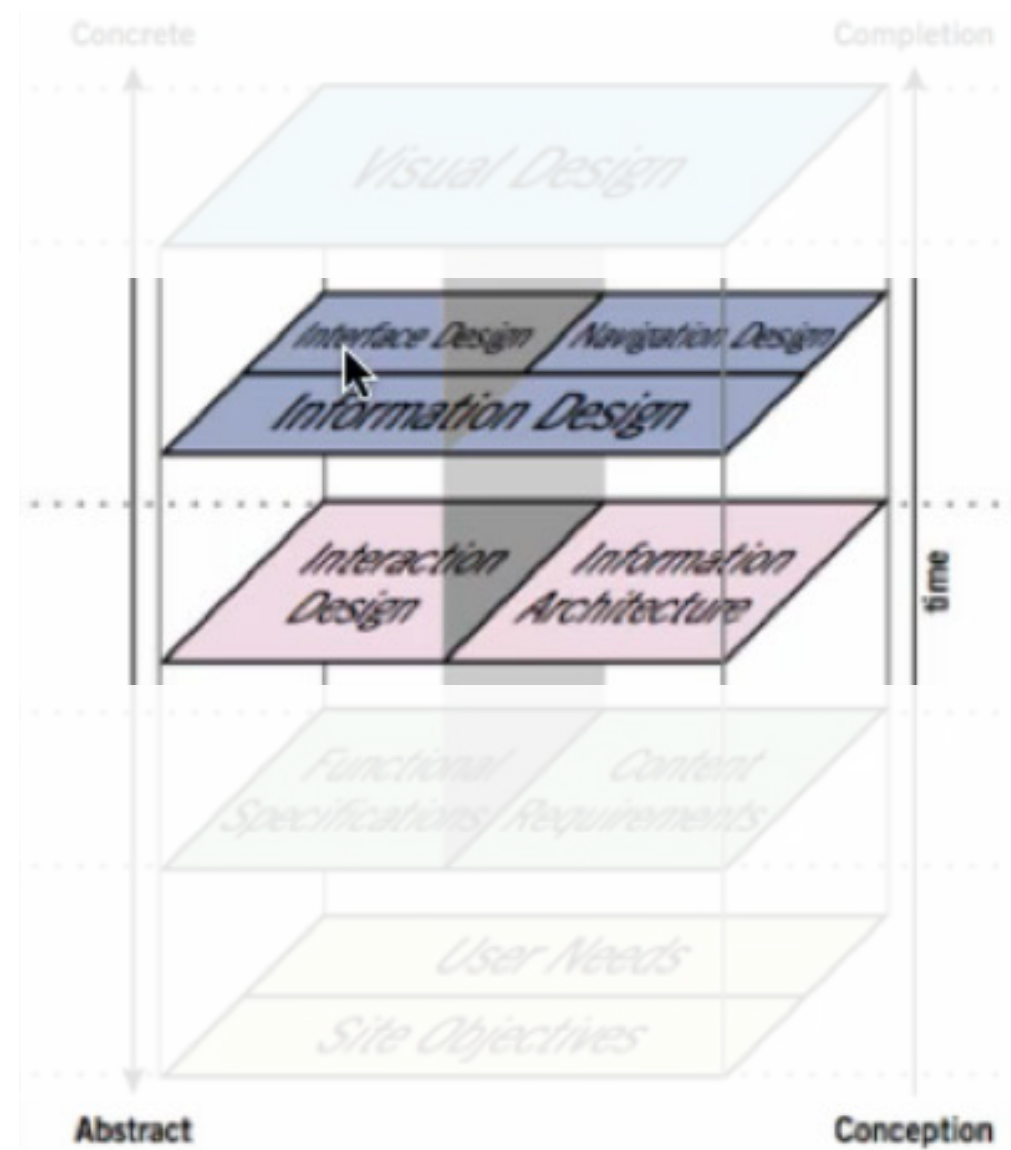 Concrete
Completion
Visual Design
Interface Design
Navigation Design
Information Design
Interaction
Design
Information
Architecture
time
Functional
Specifications
Content
Requirements
User Needs
Site Objectives
Abstract
Conception